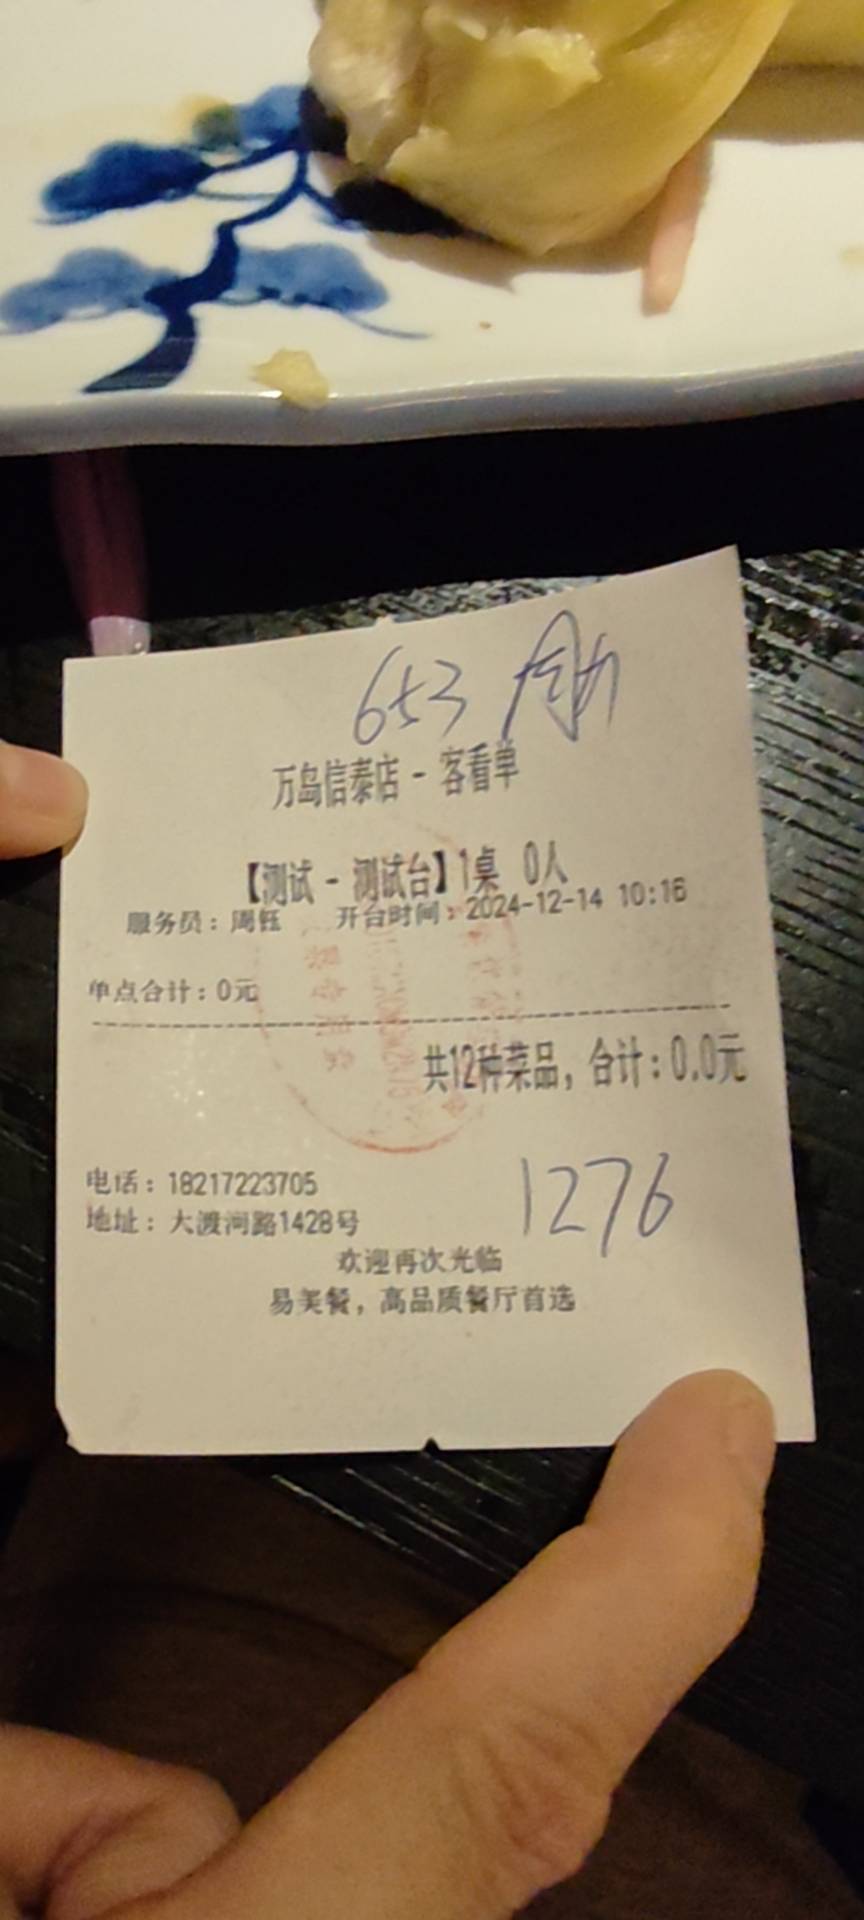 653
万岛信泰店 - 客看单
【测试 - 测试台】1桌 0人
服务员：周钰 开台时间：2024-12-14 10:16
单点合计：0元
共12种菜品，合计：0.0元
电话：18217223705
1276
地址：大渡河路1428号
欢迎再次光临
易美餐，高品质餐厅首选